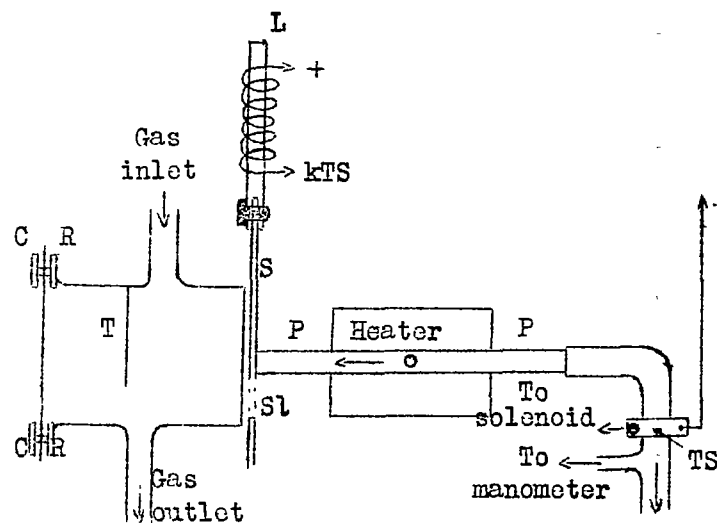 L
+
Gas
inlet
kTS
C R
S
T
P Heater P
Sl
To
solenoid
C R
To
manometer
TS
Gas
outlet